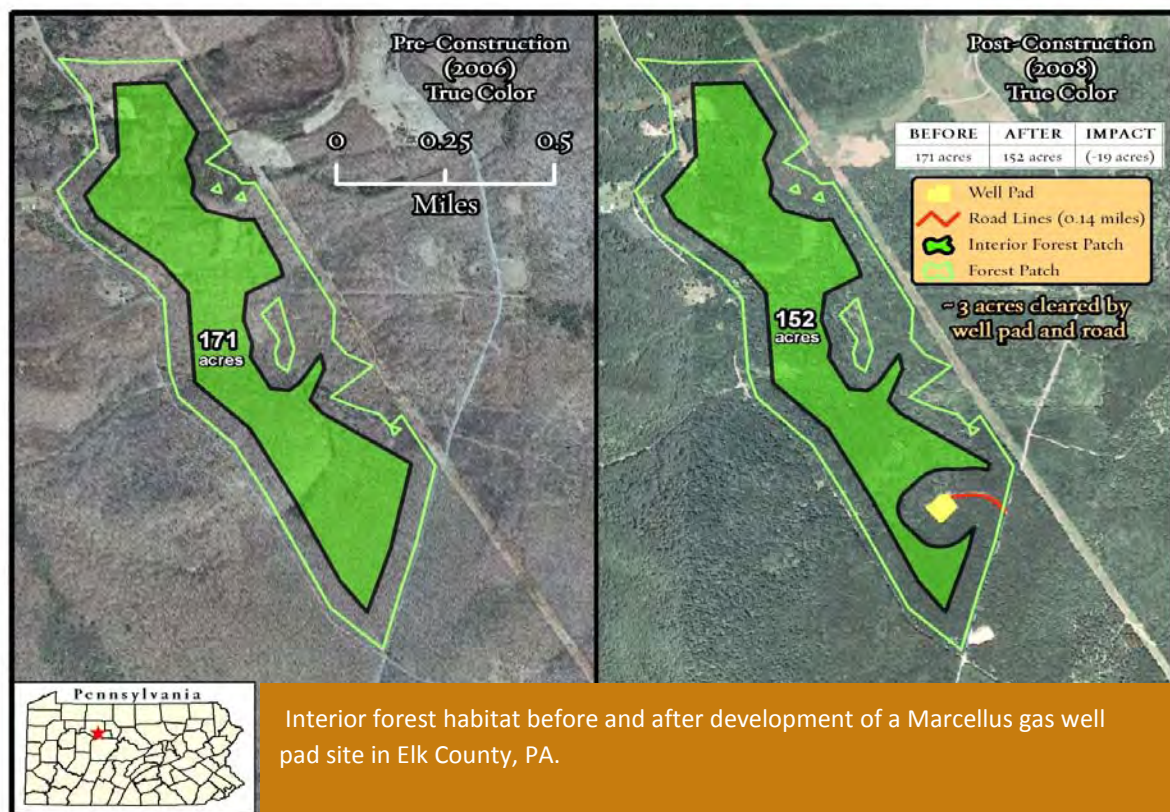 Pre-Construction
(2006)
True Color
0 0.25 0.5
Miles
171
acres
Post-Construction
(2008)
True Color
BEFORE AFTER IMPACT
171 acres 152 acres (-19 acres)
Well Pad
Road Lines (0.14 miles)
Interior Forest Patch
Forest Patch
~ 3 acres cleared by
well pad and road
152
acres
Pennsylvania
Interior forest habitat before and after development of a Marcellus gas well
pad site in Elk County, PA.